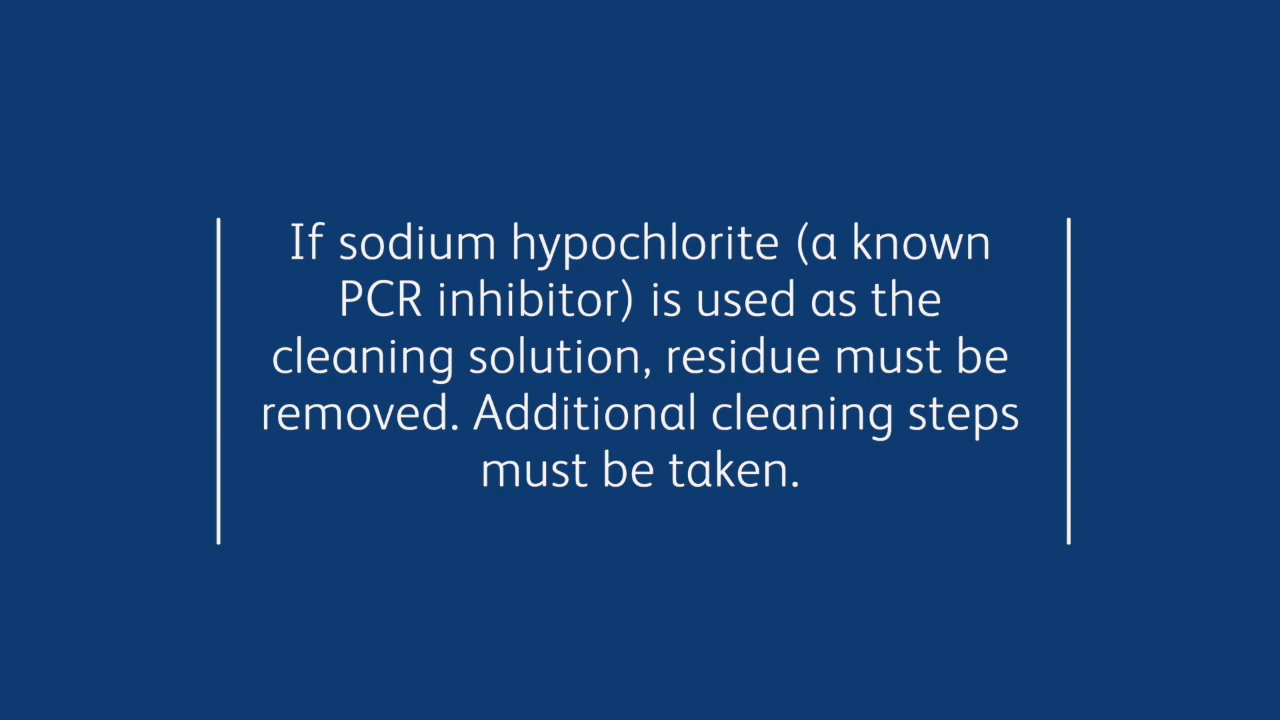 If sodium hypochlorite (a known
PCR inhibitor) is used as the
cleaning solution, residue must be
removed. Additional cleaning steps
must be taken.